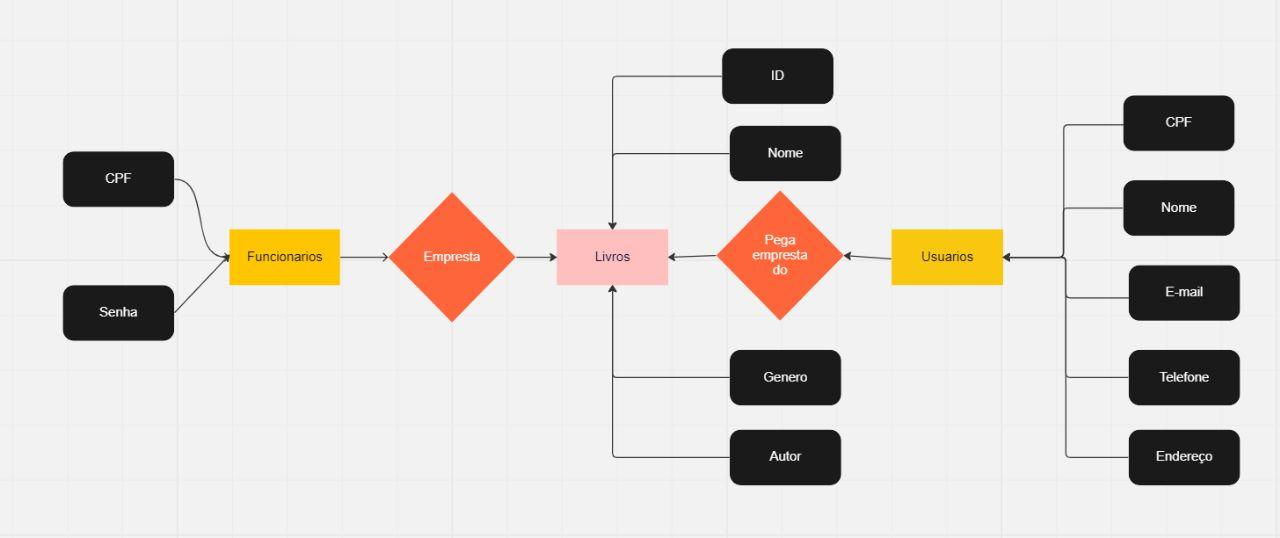 ID
CPF
Nome
CPF
Nome
Funcionarios
Empresta
Livros
Pega
empresta
do
Usuarios
E-mail
Senha
Genero
Telefone
Autor
Endereço